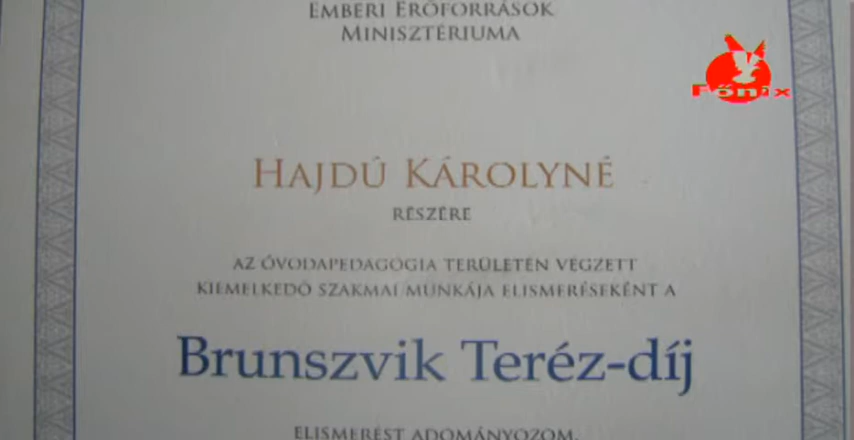 EMBERI ERŐFORRÁSOK
MINISZTÉRIUMA
Főnix
HAJDÚ KÁROLYNÉ
RÉSZÉRE
AZ ÓVODAPEDAGÓGIA TERÜLETÉN VÉGZETT
KIEMELKEDŐ SZAKMAI MUNKÁJA ELISMERÉSEKÉNT A
Brunszvik Teréz-díj
ELISMERÉST ADOMÁNYOZOM.